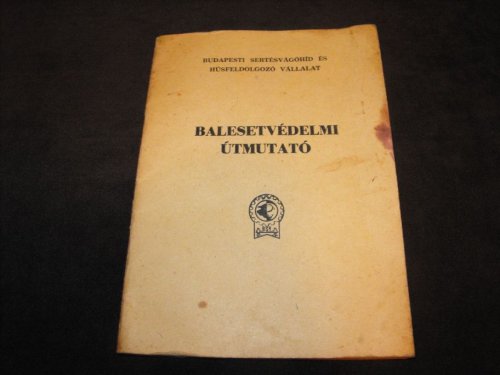 BUDAPESTI SERTÉSVÁGÓHÍD ÉS
HÚSFELDOLGOZÓ VÁLLALAT
BALESETVÉDELMI
ÚTMUTATÓ